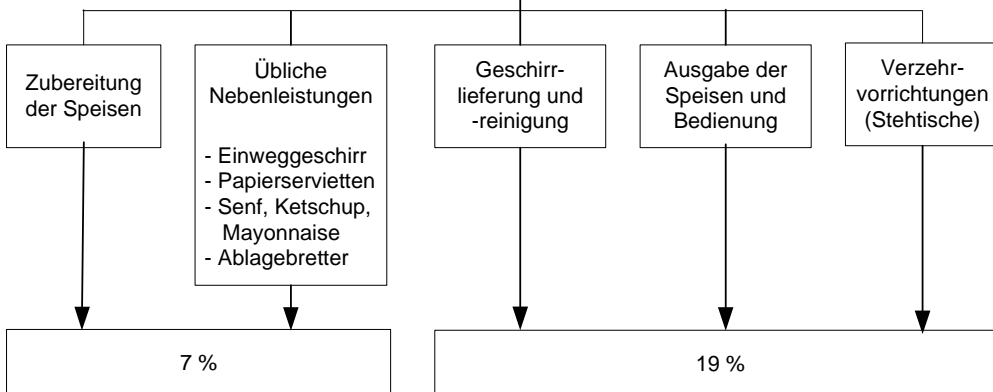 Zubereitung
der Speisen
Übliche
Nebenleistungen
- Einweggeschirr
- Papierservietten
- Senf, Ketschup,
Mayonnaise
- Ablagebretter
Geschirr-
lieferung und
-reinigung
Ausgabe der
Speisen und
Bedienung
Verzehr-
vorrichtungen
(Stehtische)
7 %
19 %